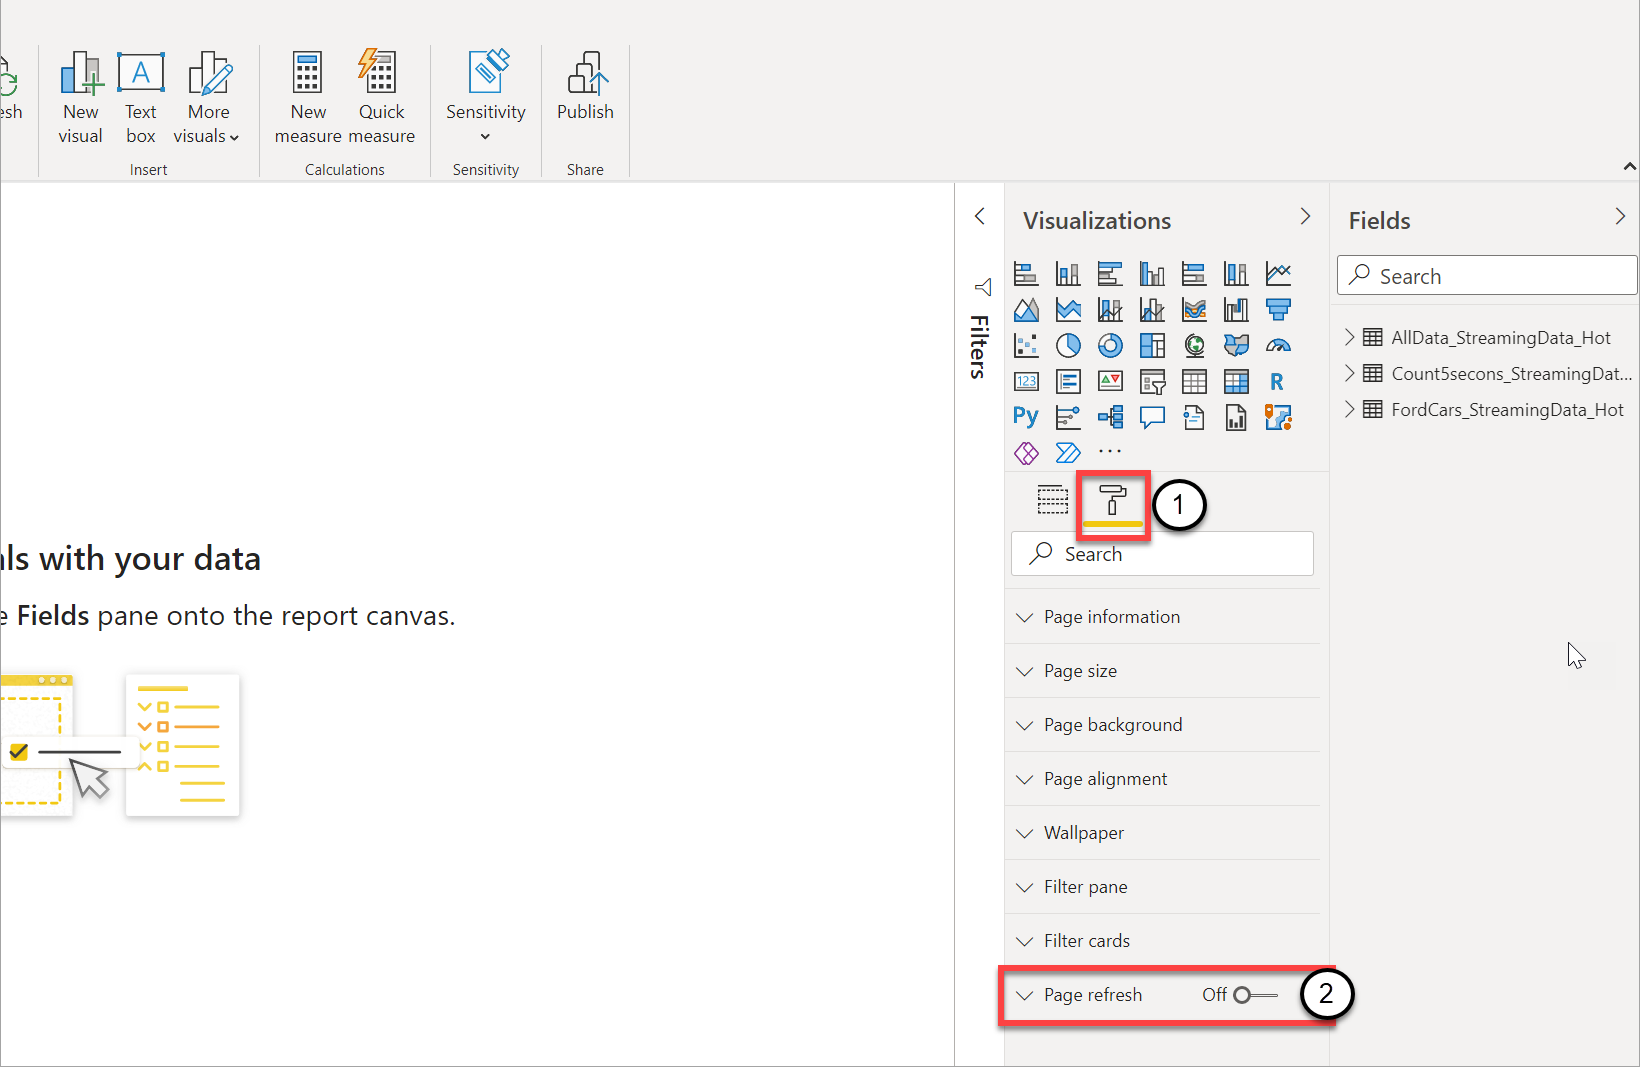 esh
New
visual
Text
box
More
visuals
Insert
New
measure
Quick
measure
Calculations
Sensitivity
Sensitivity
Publish
Share
Filters
Visualizations
123
R
Py
1
Search
Page information
Page size
Page background
Page alignment
Wallpaper
Filter pane
Filter cards
Page refresh Off
2
Fields
Search
AllData_StreamingData_Hot
Count5secons_StreamingDat...
FordCars_StreamingData_Hot
ls with your data
e Fields pane onto the report canvas.